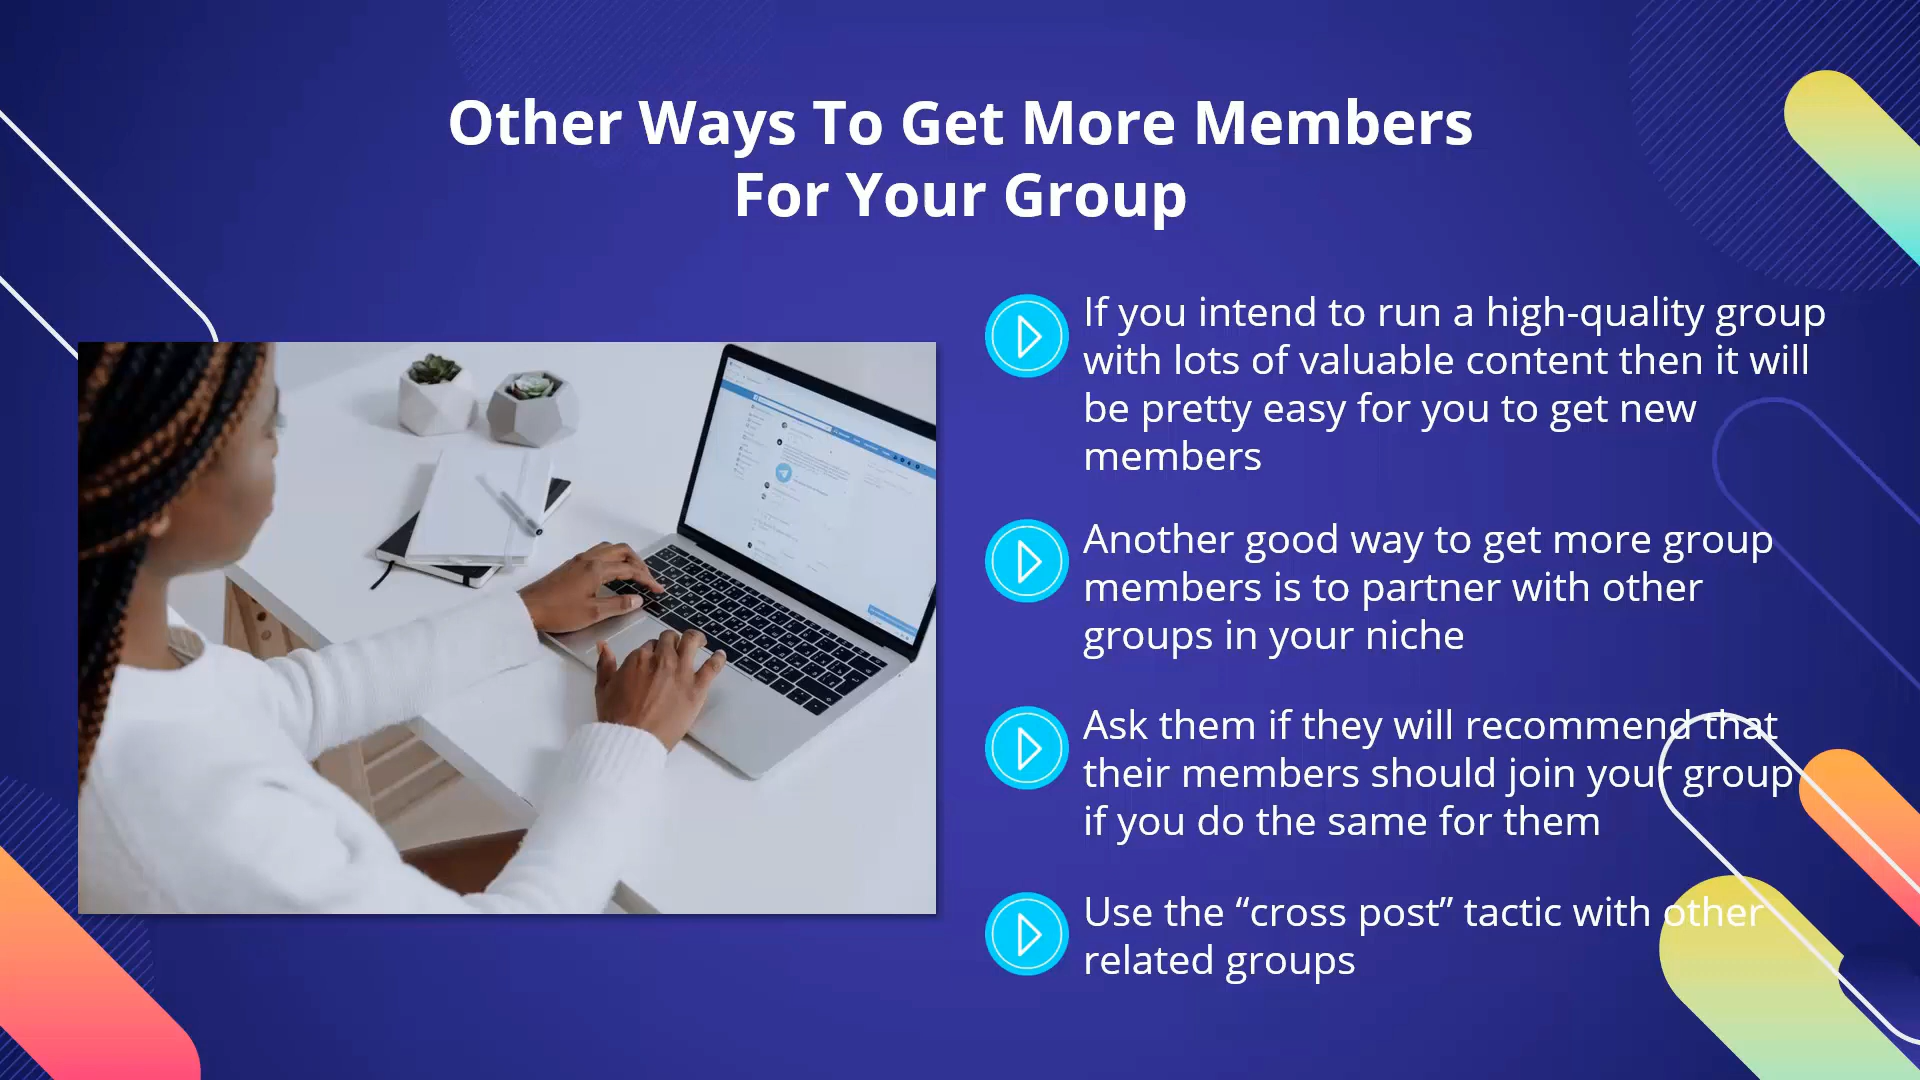 Other Ways To Get More Members
For Your Group
If you intend to run a high-quality group
with lots of valuable content then it will
be pretty easy for you to get new
members
Another good way to get more group
members is to partner with other
groups in your niche
Ask them if they will recommend that
their members should join your group
if you do the same for them
Use the “cross post” tactic with other
related groups